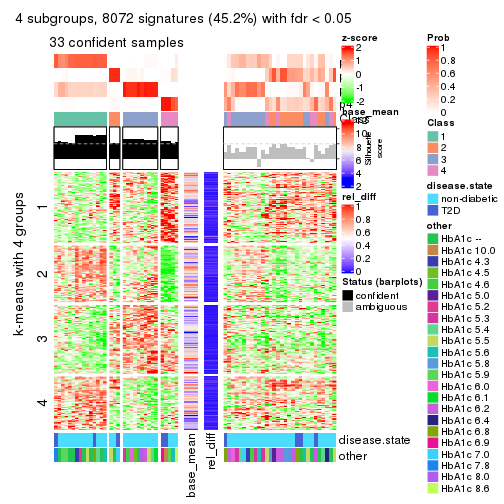 4 subgroups, 8072 signatures (45.2%) with fdr < 0.05
33 confident samples
k-means with 4 groups
1
2
3
4
base_mean
rel_diff
disease.state
other
Silhouette
score
z-score
2
1
0
-1
-2
base_mean
10
8
6
4
2
rel_diff
1
0.8
0.6
0.4
0.2
0
Status (barplots)
confident
ambiguous
Prob
1
0.8
0.6
0.4
0.2
0
Class
1
2
3
4
disease.state
non-diabetic
T2D
other
HbA1c --
HbA1c 10.0
HbA1c 4.3
HbA1c 4.5
HbA1c 4.6
HbA1c 5.0
HbA1c 5.2
HbA1c 5.3
HbA1c 5.4
HbA1c 5.5
HbA1c 5.6
HbA1c 5.8
HbA1c 5.9
HbA1c 6.0
HbA1c 6.1
HbA1c 6.2
HbA1c 6.4
HbA1c 6.8
HbA1c 6.9
HbA1c 7.0
HbA1c 7.8
HbA1c 8.0
HbA1c 8.6